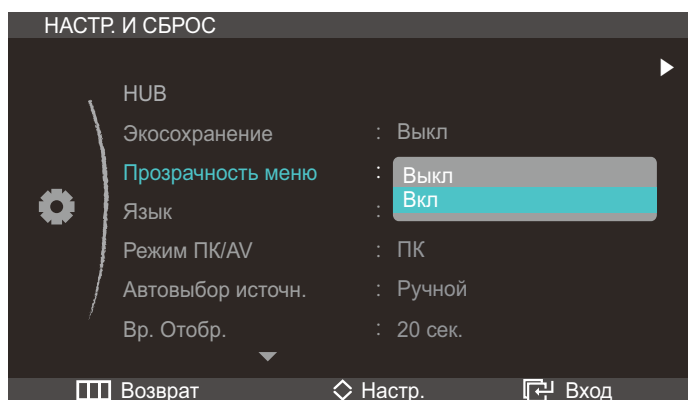 НАСТР. И СБРОС
HUB
Экосохранение : Выкл
Прозрачность меню : Выкл
Вкл
Язык :
Режим ПК/AV : ПК
Автовыбор источн. : Ручной
Вр. Отобр. : 20 сек.
Возврат Настр. Вход